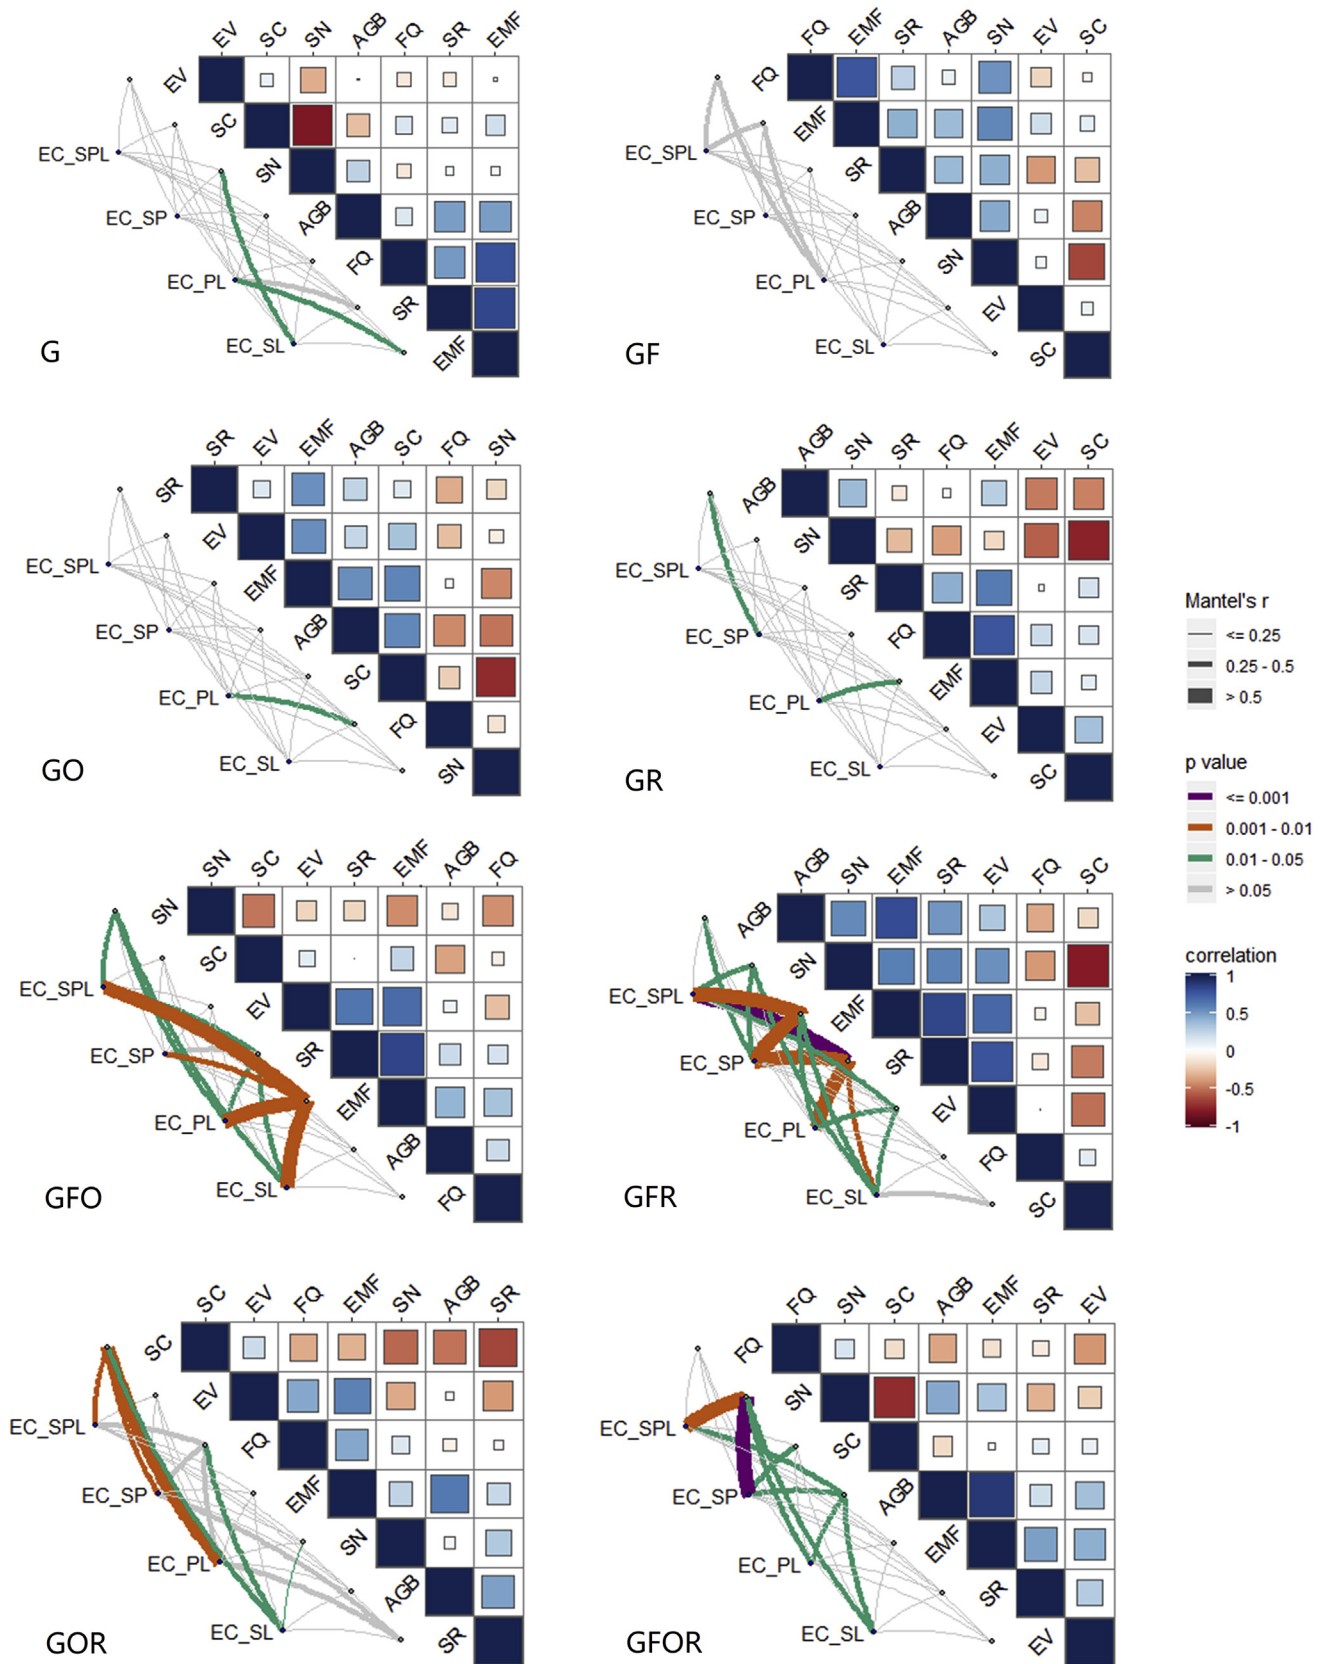 EV SC SN AGB FQ SR EMF
EV
SC
SN
AGB
FQ
SR
EMF
EC_SPL
EC_SP
EC_PL
EC_SL
G
FQ EMF SR AGB SN EV SC
FQ
EMF
SR
AGB
SN
EV
SC
EC_SPL
EC_SP
EC_PL
EC_SL
GF
SR EV EMF AGB SC FQ SN
SR
EV
EMF
AGB
SC
FQ
SN
EC_SPL
EC_SP
EC_PL
EC_SL
GO
AGB SN SR FQ EMF EV SC
AGB
SN
SR
FQ
EMF
EV
SC
EC_SPL
EC_SP
EC_PL
EC_SL
GR
Mantel's r
<= 0.25
0.25 - 0.5
> 0.5
p value
<= 0.001
0.001 - 0.01
0.01 - 0.05
> 0.05
correlation
1
0.5
0
-0.5
-1
SN SC EV SR EMF AGB FQ
SN
SC
EV
SR
EMF
AGB
FQ
EC_SPL
EC_SP
EC_PL
EC_SL
GFO
AGB SN EMF SR EV FQ SC
AGB
SN
EMF
SR
EV
FQ
SC
EC_SPL
EC_SP
EC_PL
EC_SL
GFR
SC EV FQ EMF SN AGB SR
SC
EV
FQ
EMF
SN
AGB
SR
EC_SPL
EC_SP
EC_PL
EC_SL
GOR
FQ SN SC AGB EMF SR EV
FQ
SN
SC
AGB
EMF
SR
EV
EC_SPL
EC_SP
EC_PL
EC_SL
GFOR